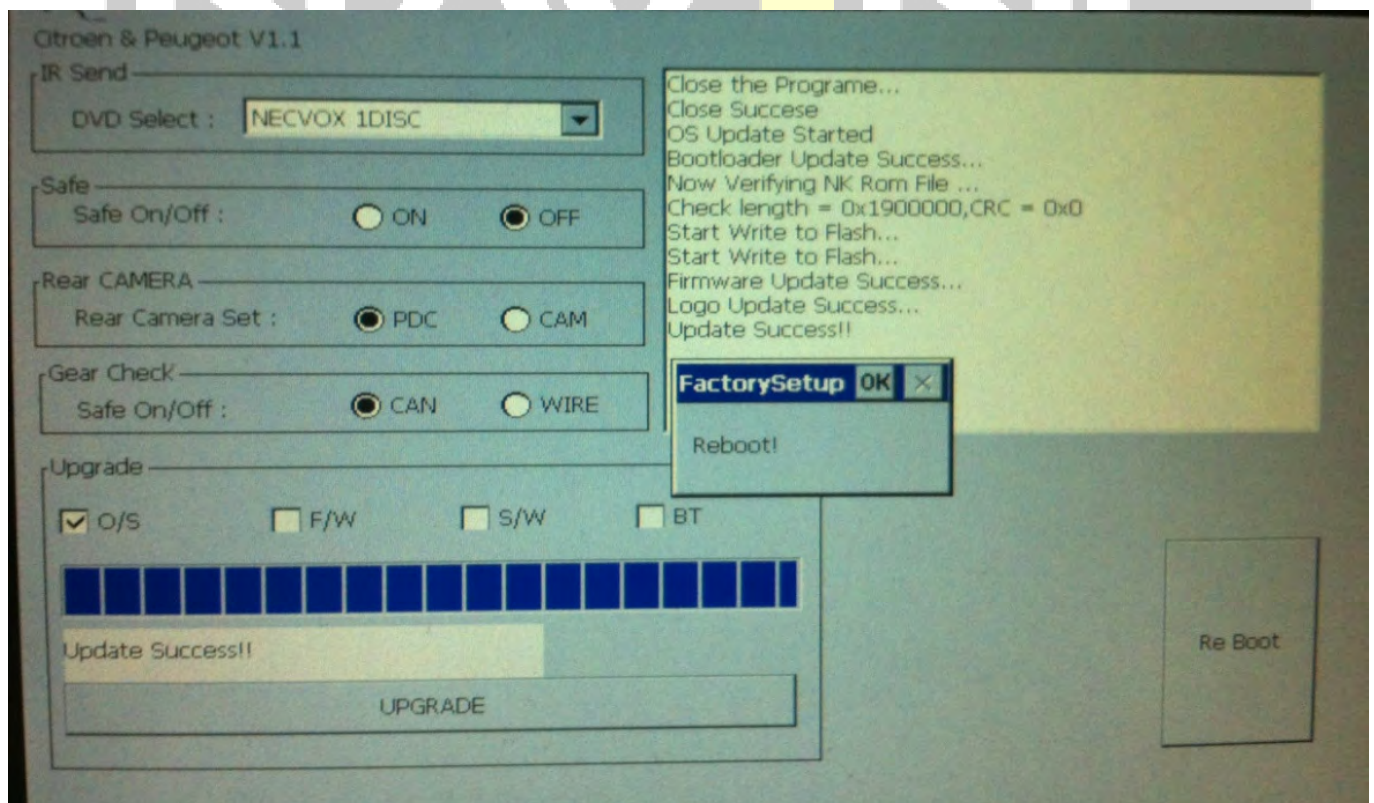 Citroen & Peugeot V1.1
IR Send
DVD Select : NECVOX 1DISC
Safe
Safe On/Off : ON OFF
Rear CAMERA
Rear Camera Set : PDC CAM
Gear Check
Safe On/Off : CAN WIRE
Upgrade
O/S F/W S/W BT
Update Success!!
UPGRADE
Close the Programe...
Close Succese
OS Update Started
Bootloader Update Success...
Now Verifying NK Rom File ...
Check length = 0x1900000,CRC = 0x0
Start Write to Flash...
Start Write to Flash...
Firmware Update Success...
Logo Update Success...
Update Success!!
FactorySetup OK
Reboot!
Re Boot